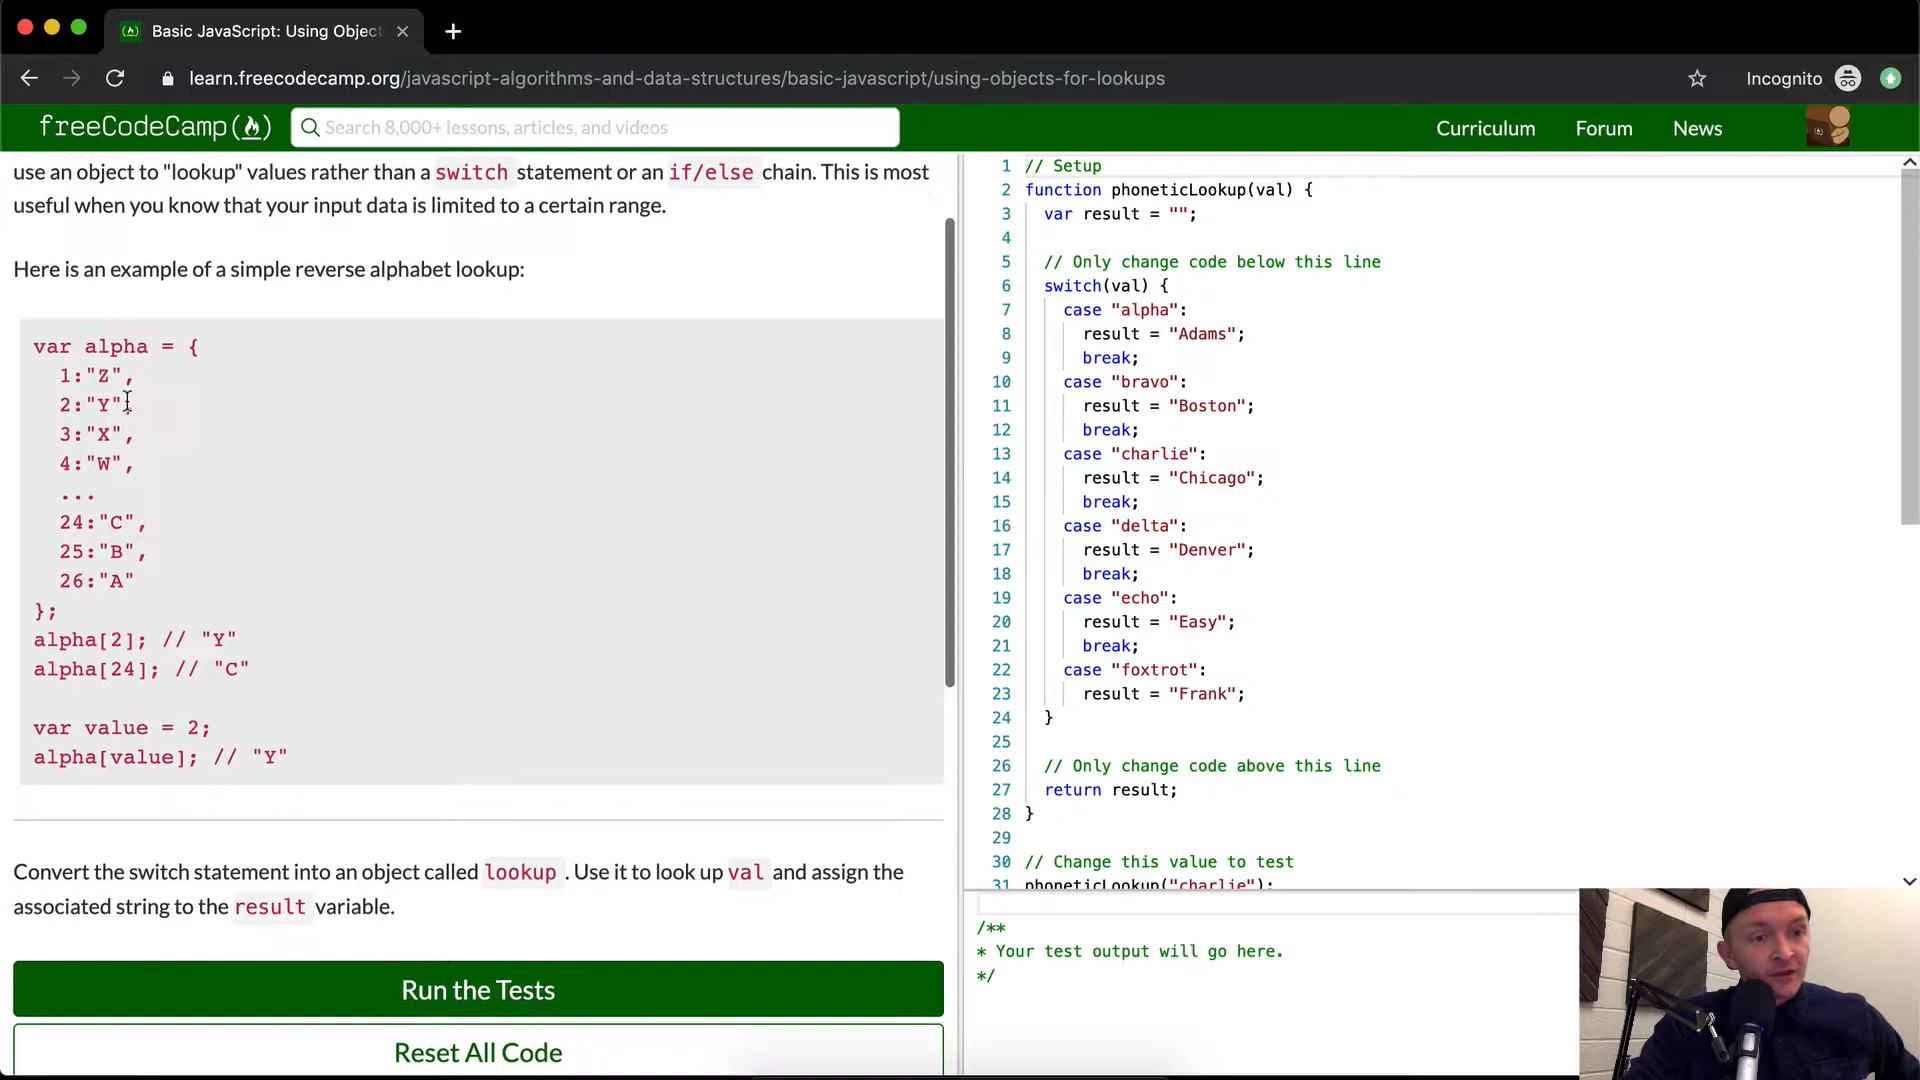 Basic JavaScript: Using Object
learn.freecodecamp.org/javascript-algorithms-and-data-structures/basic-javascript/using-objects-for-lookups
Incognito
freeCodeCamp
Search 8,000+ lessons, articles, and videos
Curriculum
Forum
News
use an object to "lookup" values rather than a switch statement or an if/else chain. This is most
useful when you know that your input data is limited to a certain range.
Here is an example of a simple reverse alphabet lookup:
var alpha = {
1:"Z",
2:"Y",
3:"X",
4:"W",
...
24:"C",
25:"B",
26:"A"
};
alpha[2]; // "Y"
alpha[24]; // "C"
var value = 2;
alpha[value]; // "Y"
Convert the switch statement into an object called lookup . Use it to look up val and assign the
associated string to the result variable.
Run the Tests
Reset All Code
1 // Setup
2 function phoneticLookup(val) {
3 var result = "";
4
5 // Only change code below this line
6 switch(val) {
7 case "alpha":
8 result = "Adams";
9 break;
10 case "bravo":
11 result = "Boston";
12 break;
13 case "charlie":
14 result = "Chicago";
15 break;
16 case "delta":
17 result = "Denver";
18 break;
19 case "echo":
20 result = "Easy";
21 break;
22 case "foxtrot":
23 result = "Frank";
24 }
25
26 // Only change code above this line
27 return result;
28 }
29
30 // Change this value to test
31 phoneticLookup("charlie");
/**
* Your test output will go here.
*/